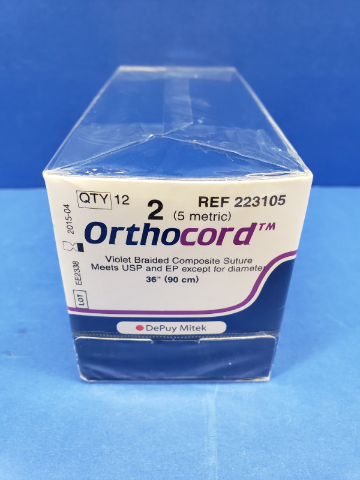 QTY 12
2 (5 metric)
REF 223105
Orthocord™
Violet Braided Composite Suture
Meets USP and EP except for diameter
36" (90 cm)
DePuy Mitek
2015-04
LOT EE2338